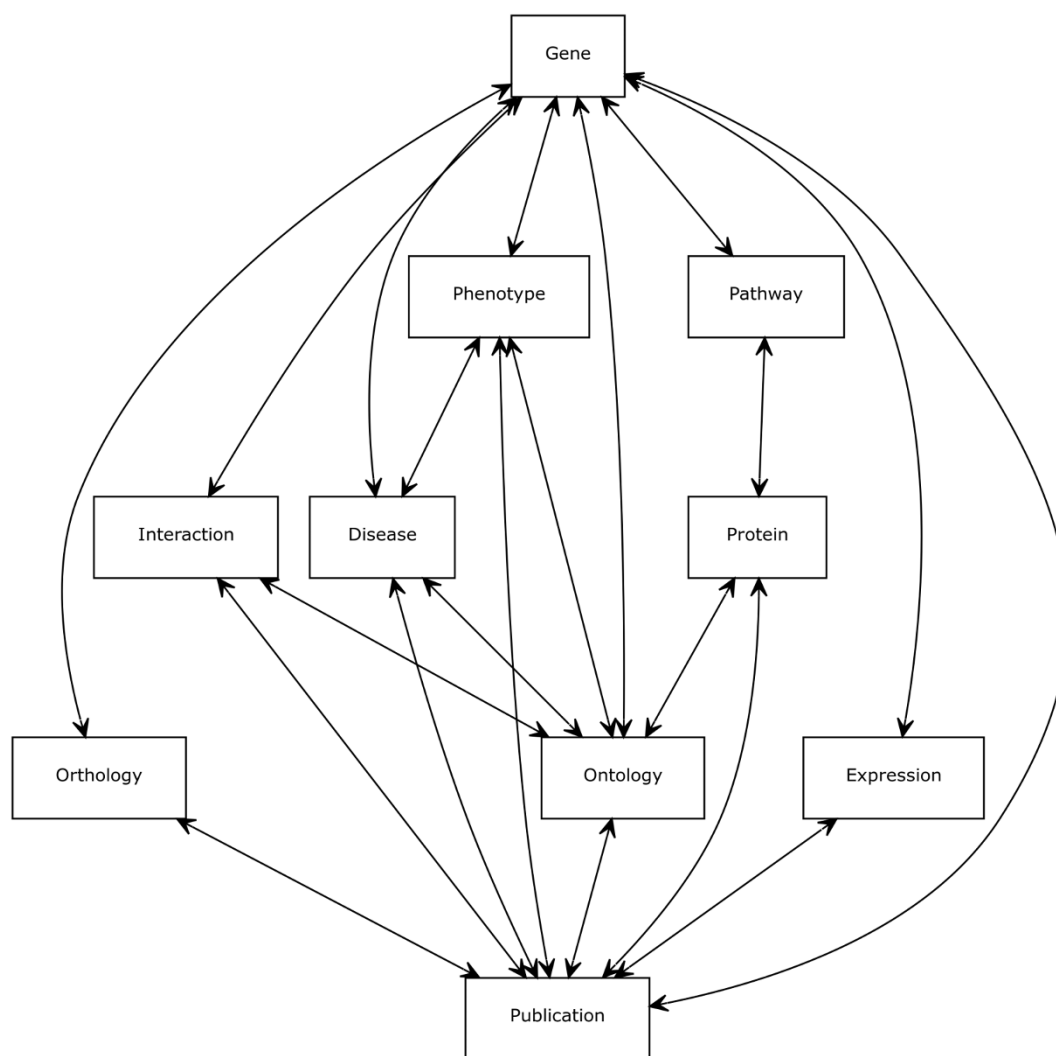 Gene
Phenotype
Pathway
Interaction
Disease
Protein
Orthology
Ontology
Expression
Publication